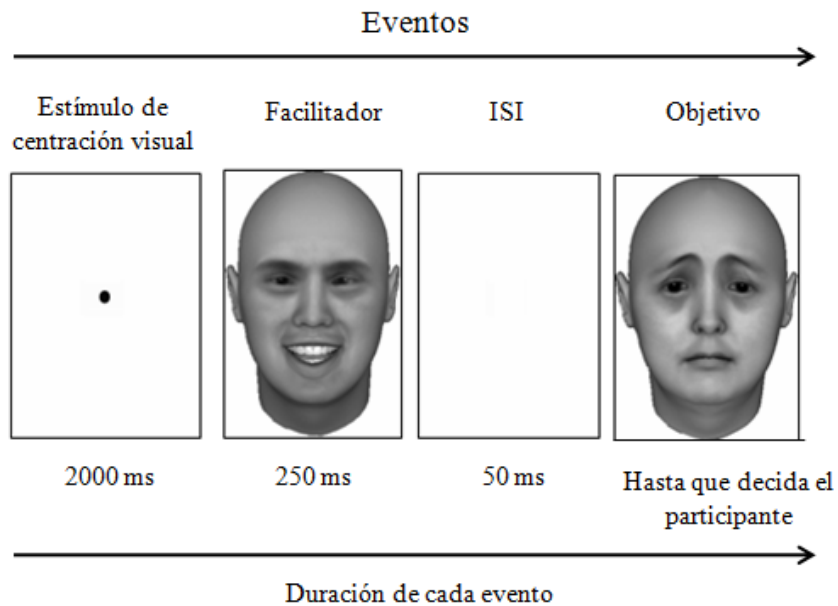 Eventos
Estímulo de
centración visual
Facilitador
ISI
Objetivo
2000 ms
250 ms
50 ms
Hasta que decida el
participante
Duración de cada evento